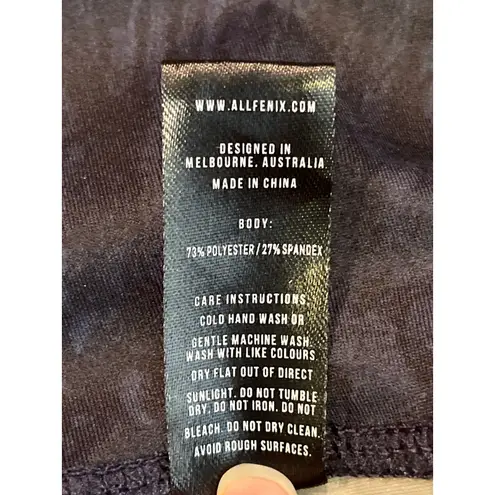 WWW.ALLFENIX.COM
DESIGNED IN
MELBOURNE, AUSTRALIA
MADE IN CHINA
BODY:
73% POLYESTER / 27% SPANDEX
CARE INSTRUCTIONS
COLD HAND WASH OR
GENTLE MACHINE WASH.
WASH WITH LIKE COLOURS.
DRY FLAT OUT OF DIRECT
SUNLIGHT. DO NOT TUMBLE
DRY. DO NOT IRON. DO NOT
BLEACH. DO NOT DRY CLEAN.
AVOID ROUGH SURFACES.